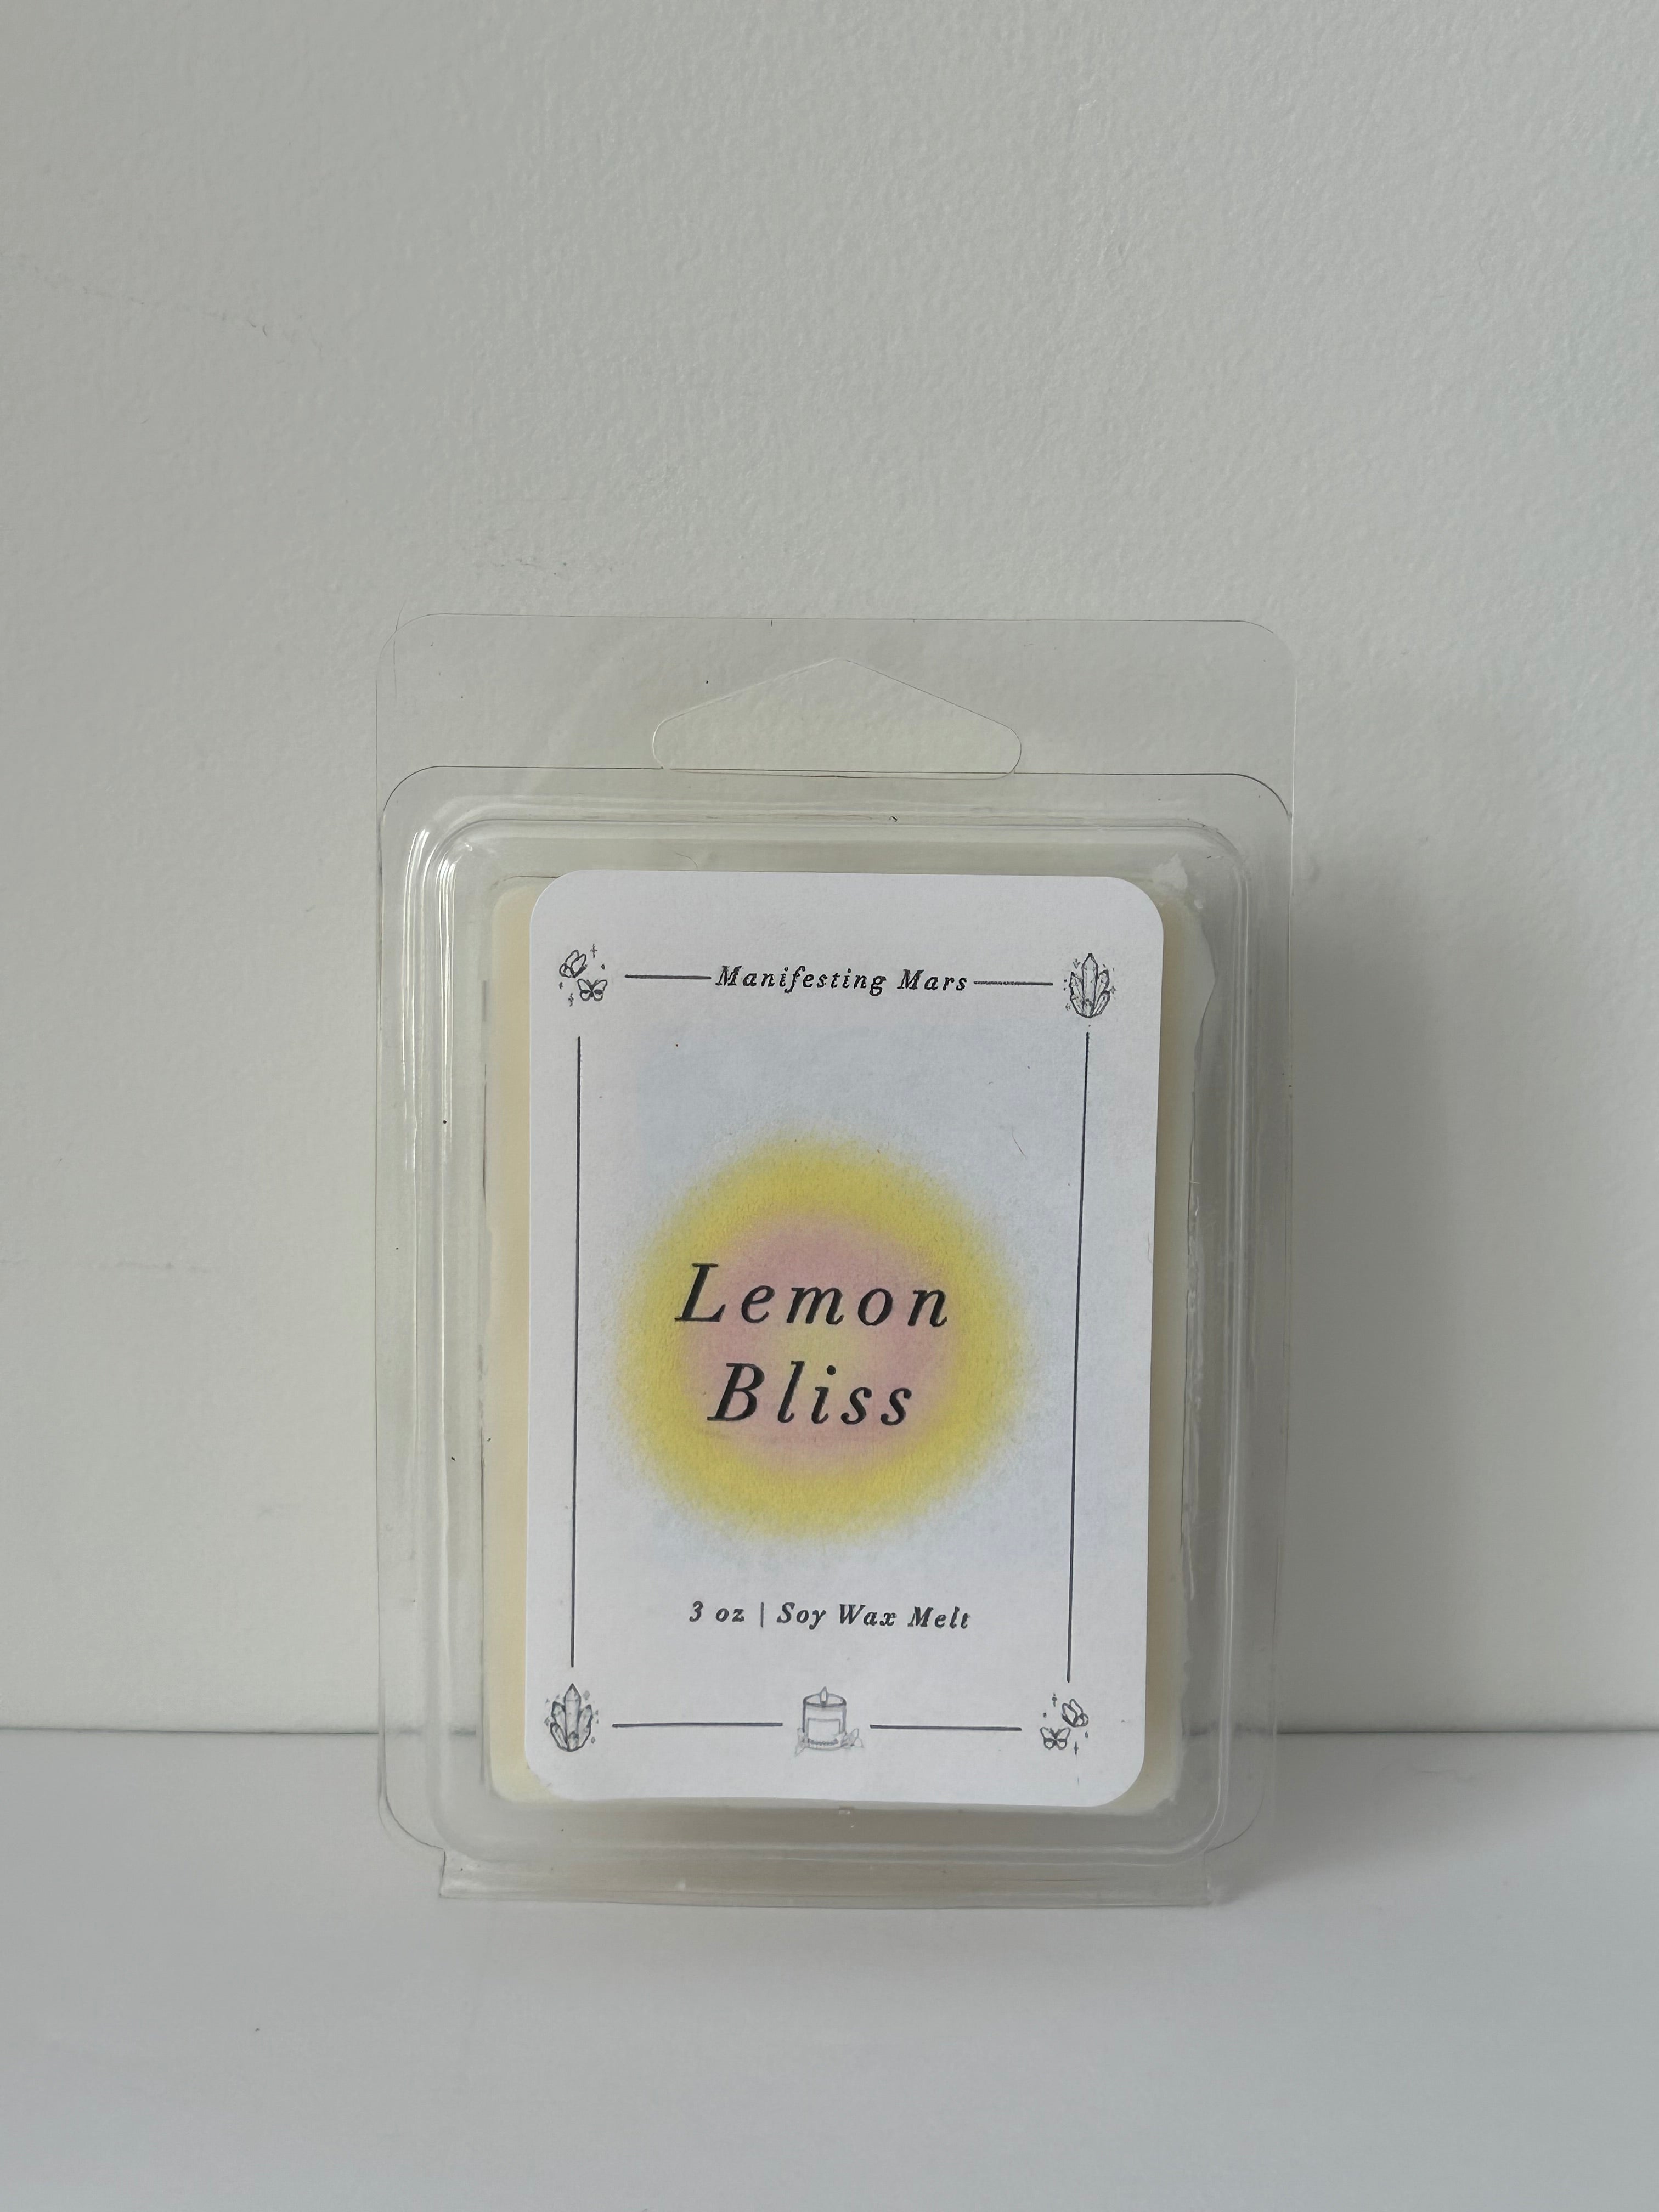 Manifesting Mars
Lemon
Bliss
3 oz | Soy Wax Melt